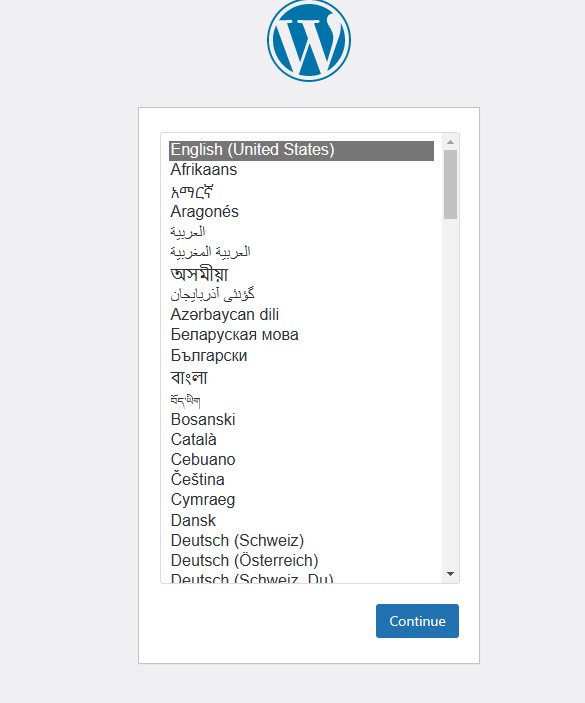 English (United States)
Afrikaans
አማርኛ
Aragonés
العربية
العربية المغربية
অসমীয়া
گؤنئی آذربایجان
Azərbaycan dili
Беларуская мова
Български
বাংলা
བོད་ཡིག
Bosanski
Català
Cebuano
Čeština
Cymraeg
Dansk
Deutsch (Schweiz)
Deutsch (Österreich)
Deutsch (Schweiz, Du)
Continue